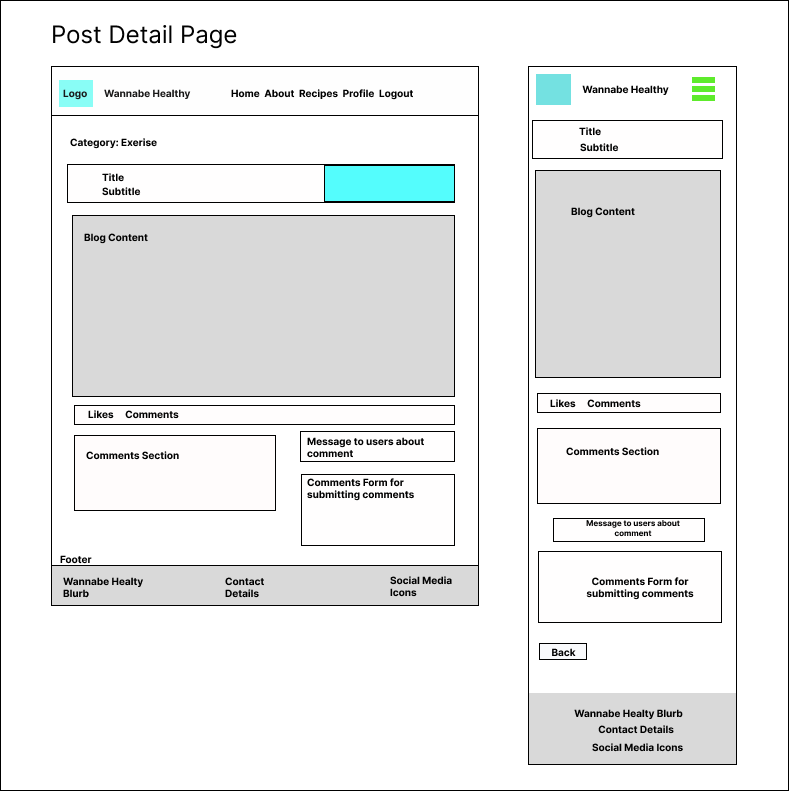 Post Detail Page
Logo
Wannabe Healthy
Home About Recipes Profile Logout
Category: Exerise
Title
Subtitle
Blog Content
Likes Comments
Comments Section
Message to users about
comment
Comments Form for
submitting comments
Footer
Wannabe Healty
Blurb
Contact
Details
Social Media
Icons
Wannabe Healthy
Title
Subtitle
Blog Content
Likes Comments
Comments Section
Message to users about
comment
Comments Form for
submitting comments
Back
Wannabe Healty Blurb
Contact Details
Social Media Icons